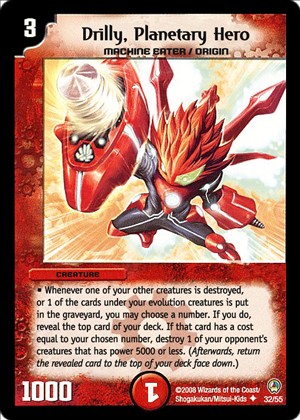 3
Drilly, Planetary Hero
MACHINE EATER / ORIGIN
CREATURE
■ Whenever one of your other creatures is destroyed,
or 1 of the cards under your evolution creatures is put
in the graveyard, you may choose a number. If you do,
reveal the top card of your deck. If that card has a cost
equal to your chosen number, destroy 1 of your opponent's
creatures that has power 5000 or less. (Afterwards, return
the revealed card to the top of your deck face down.)
1000
1
©2008 Wizards of the Coast/
Shogakukan/Mitsui-Kids ✦ 32/55